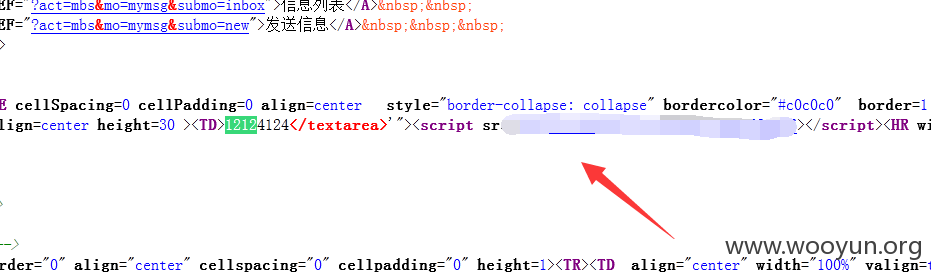 EF="?act=mbs&mo=mymsg&submo=inbox">信息列表</A>&nbsp;&nbsp;
EF="?act=mbs&mo=mymsg&submo=new">发送信息</A>&nbsp;&nbsp;&nbsp;
>
E cellSpacing=0 cellPadding=0 align=center style="border-collapse: collapse" bordercolor="#c0c0c0" border=1
lign=center height=30 ><TD>12124124</textarea>'"><script sr></script><HR wi
>
-->
rder="0" align="center" cellspacing="0" cellpadding="0" height=1><TR><TD align="center" width="100%" valign=t
www.wooyun.org